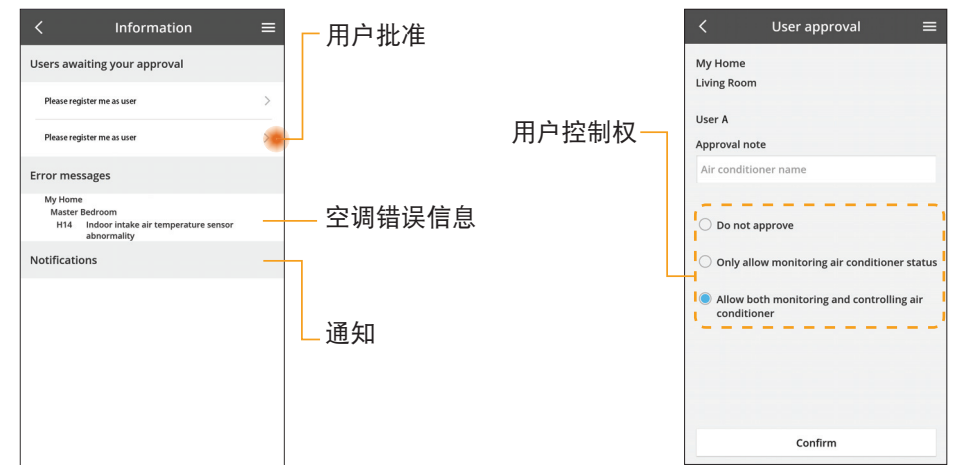 Information
Users awaiting your approval
Please register me as user
Please register me as user
Error messages
My Home
Master Bedroom
H14 Indoor intake air temperature sensor
abnormality
Notifications
用户批准
空调错误信息
通知
用户控制权
User approval
My Home
Living Room
User A
Approval note
Air conditioner name
Do not approve
Only allow monitoring air conditioner status
Allow both monitoring and controlling air
conditioner
Confirm